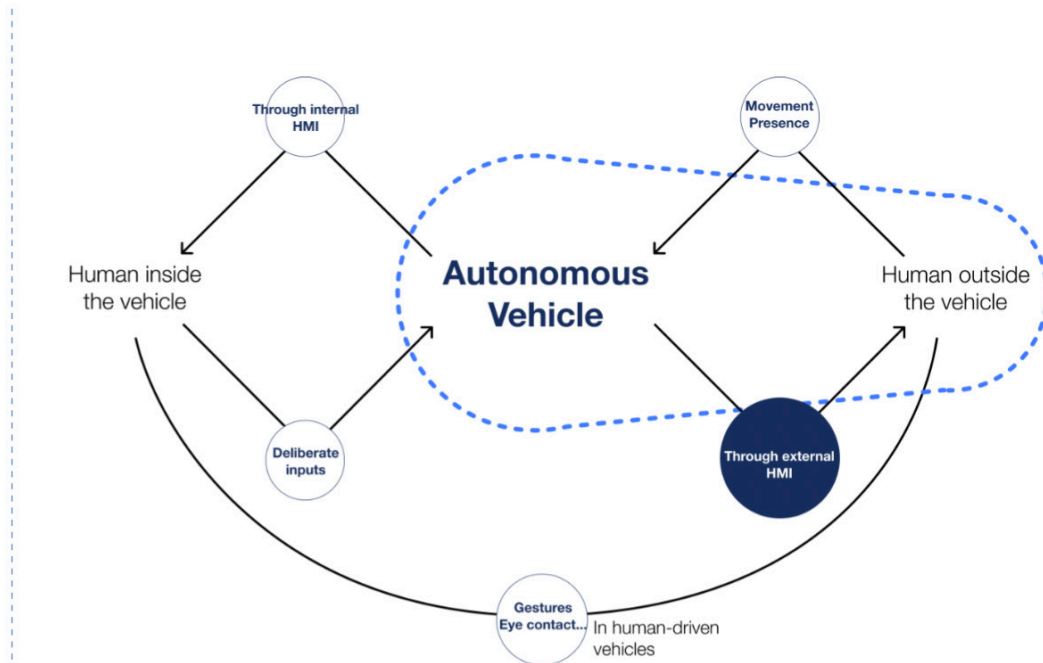 Through internal
HMI
Movement
Presence
Human inside
the vehicle
Autonomous
Vehicle
Human outside
the vehicle
Deliberate
inputs
Through external
HMI
Gestures
Eye contact...
In human-driven
vehicles